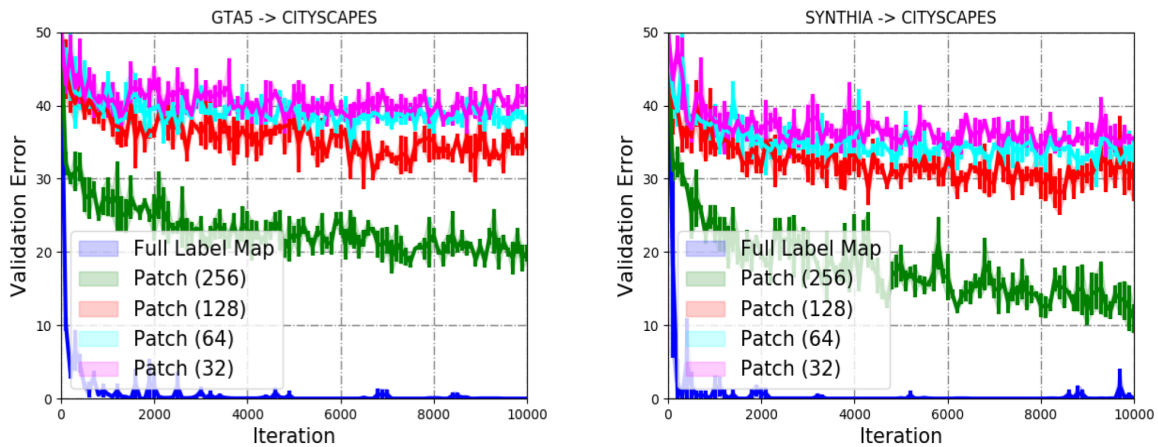 GTA5 -> CITYSCAPES
50
40
30
20
10
0
Validation Error
Full Label Map
Patch (256)
Patch (128)
Patch (64)
Patch (32)
0 2000 4000 6000 8000 10000
Iteration
SYNTHIA -> CITYSCAPES
50
40
30
20
10
0
Validation Error
Full Label Map
Patch (256)
Patch (128)
Patch (64)
Patch (32)
0 2000 4000 6000 8000 10000
Iteration